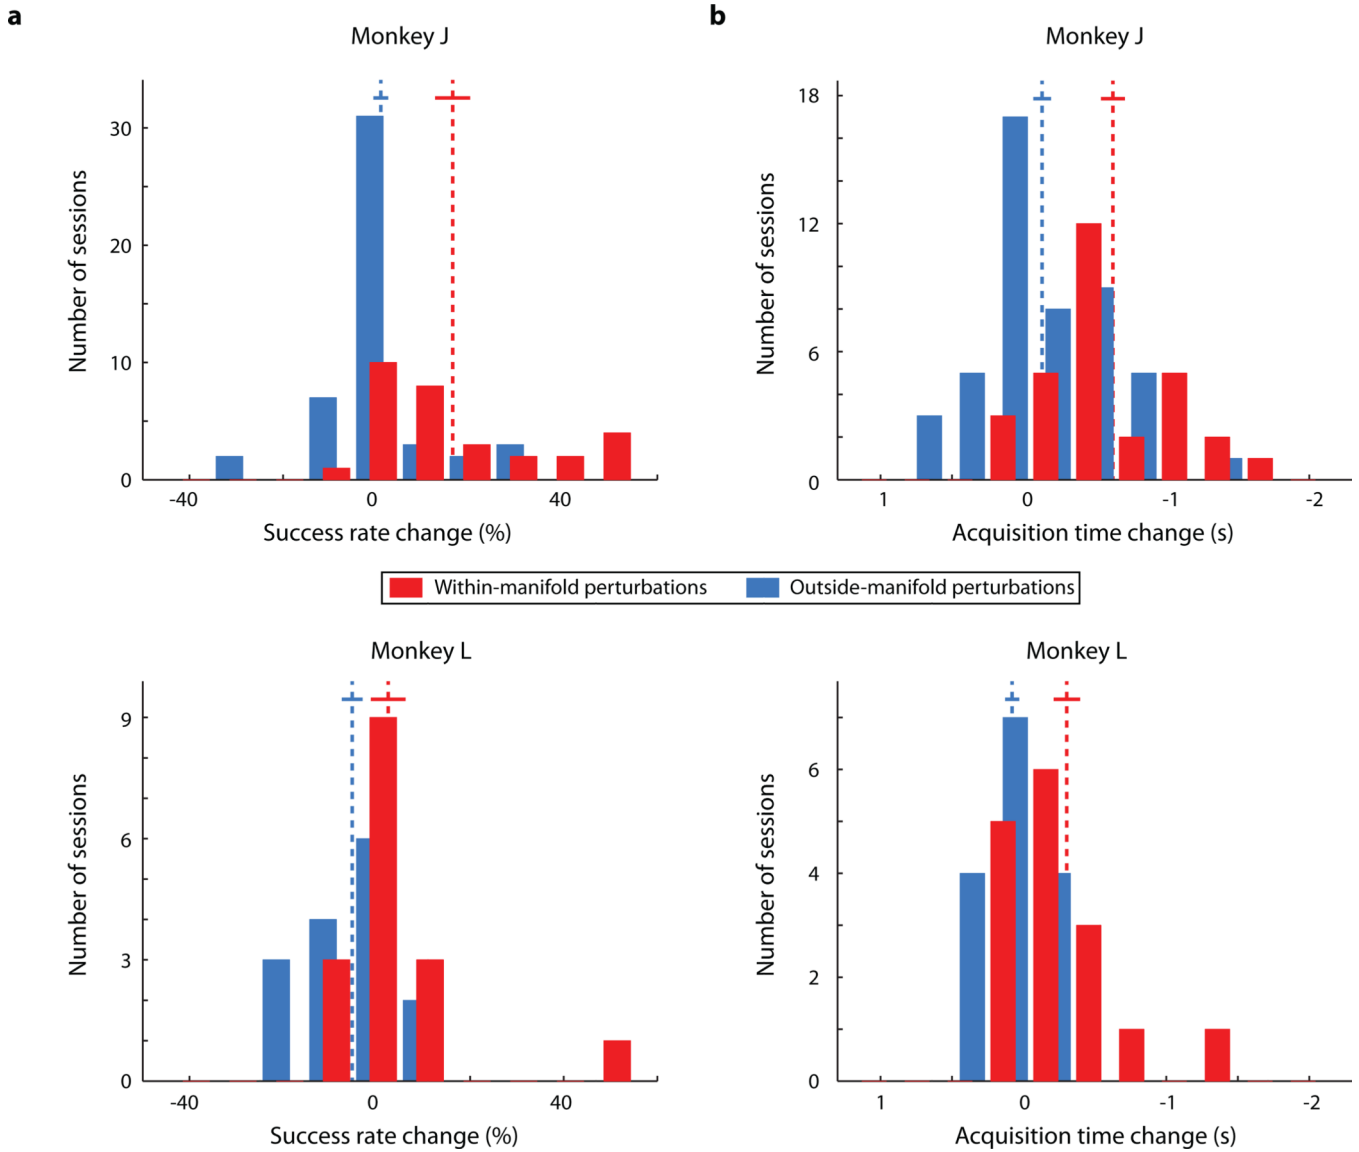 a
Monkey J
Number of sessions
30
20
10
0
-40
0
40
Success rate change (%)
b
Monkey J
Number of sessions
18
12
6
0
1
0
-1
-2
Acquisition time change (s)
Within-manifold perturbations
Outside-manifold perturbations
Monkey L
Number of sessions
9
6
3
0
-40
0
40
Success rate change (%)
Monkey L
Number of sessions
6
4
2
0
1
0
-1
-2
Acquisition time change (s)